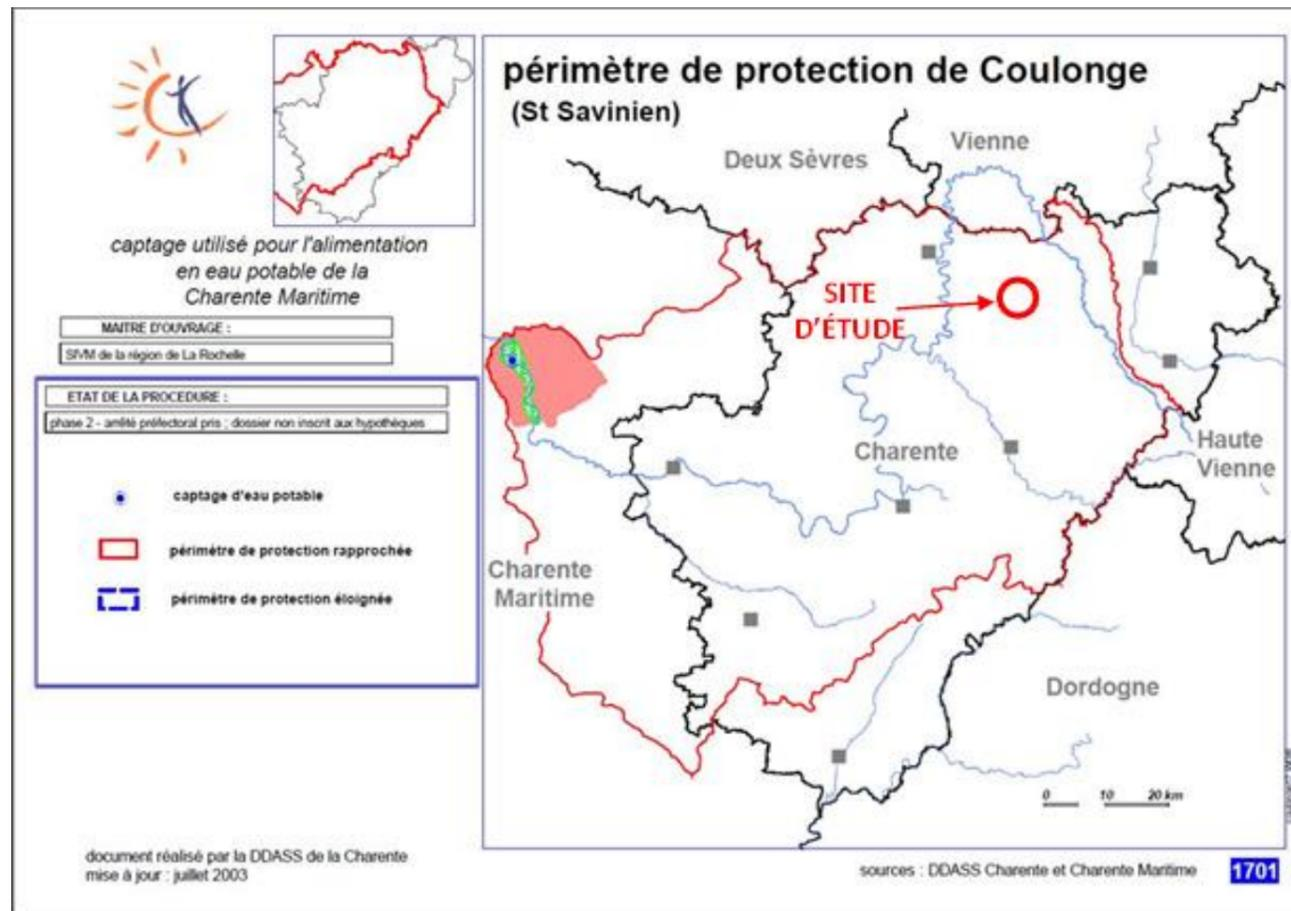 périmètre de protection de Coulonge
(St Savinien)
captage utilisé pour l'alimentation
en eau potable de la
Charente Maritime
MAITRE D'OUVRAGE :
SIVM de la région de La Rochelle
ETAT DE LA PROCEDURE :
phase 2 - arrêté préfectoral pris ; dossier non inscrit aux hypothèques
captage d'eau potable
périmètre de protection rapprochée
périmètre de protection éloignée
Deux Sèvres
Vienne
SITE
D'ÉTUDE
Charente
Haute
Vienne
Charente
Maritime
Dordogne
0 10 20 km
document réalisé par la DDASS de la Charente
mise à jour : juillet 2003
sources : DDASS Charente et Charente Maritime
1701